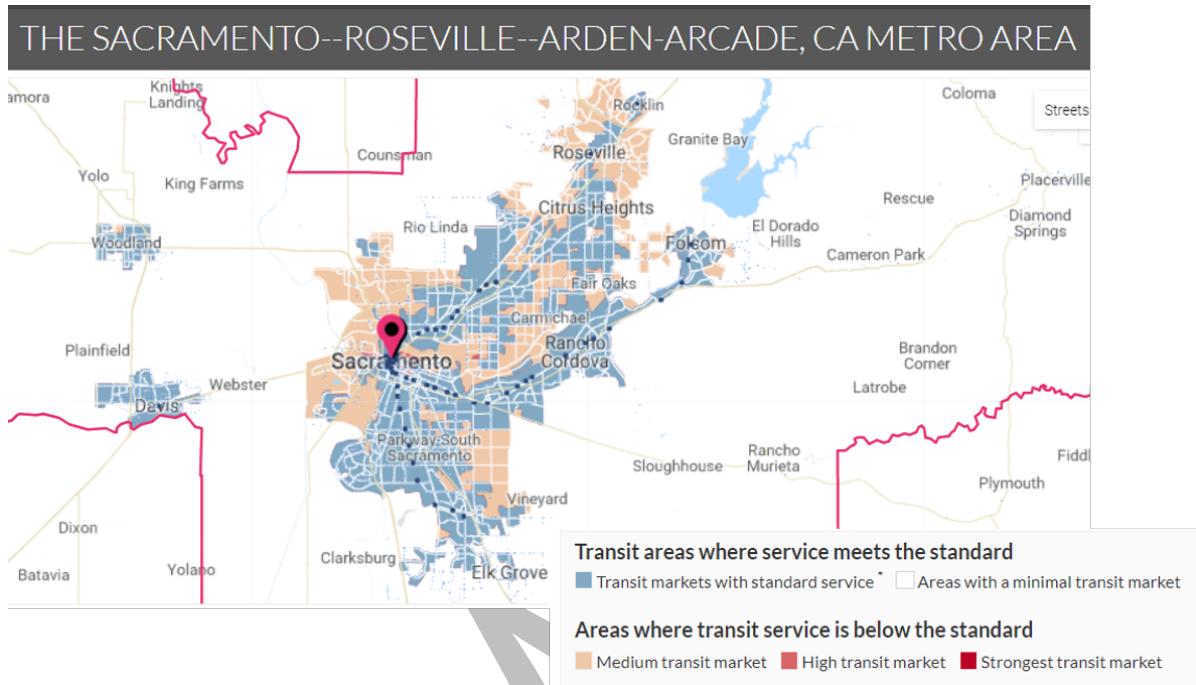 THE SACRAMENTO--ROSEVILLE--ARDEN-ARCADE, CA METRO AREA
amora
Knights
Landing
Rocklin
Coloma
Streets
Counsman
Roseville
Granite Bay
Yolo
King Farms
Placerville
Citrus Heights
Rescue
Diamond
Springs
Rio Linda
El Dorado
Hills
Woodland
Folsom
Cameron Park
Fair Oaks
Carmichael
Plainfield
Sacramento
Rancho
Cordova
Brandon
Corner
Webster
Latrobe
Davis
Parkway-South
Sacramento
Sloughhouse
Rancho
Murieta
Fiddl
Plymouth
Vineyard
Dixon
Clarksburg
Batavia
Yolano
Elk Grove
Transit areas where service meets the standard
Transit markets with standard service
Areas with a minimal transit market
Areas where transit service is below the standard
Medium transit market
High transit market
Strongest transit market